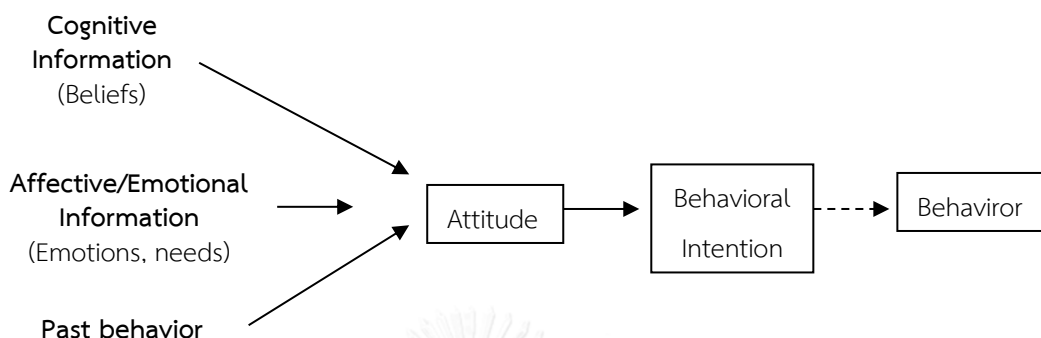 Cognitive
Information
(Beliefs)
Affective/Emotional
Information
(Emotions, needs)
Past behavior
Attitude
Behavioral
Intention
Behaviror